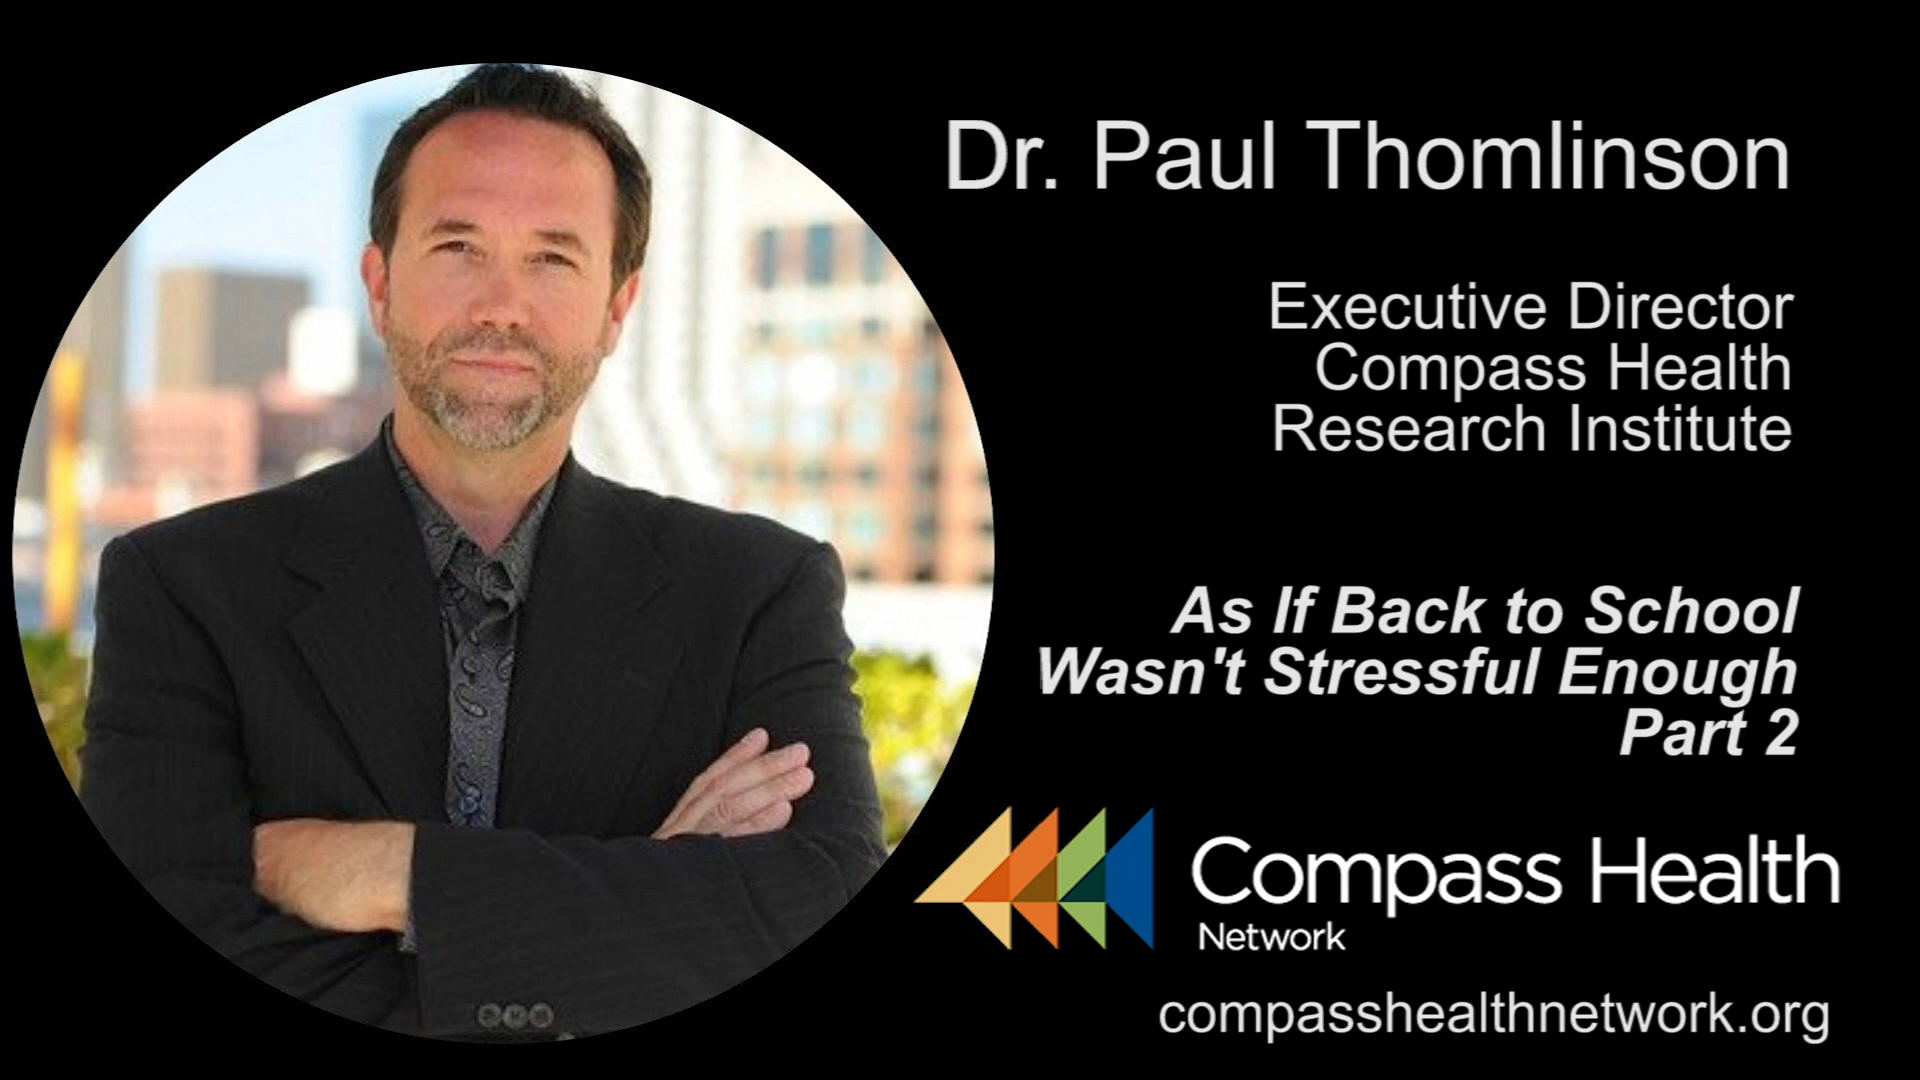 Dr. Paul Thomlinson
Executive Director
Compass Health
Research Institute
As If Back to School
Wasn't Stressful Enough
Part 2
Compass Health
Network
compasshealthnetwork.org